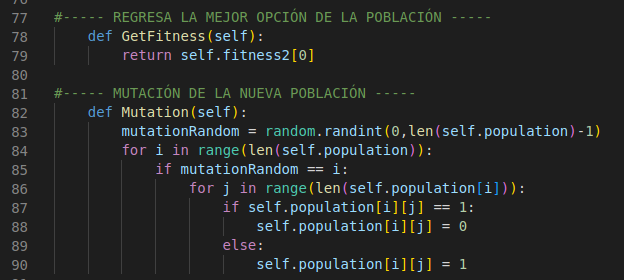 77 #----- REGRESA LA MEJOR OPCIÓN DE LA POBLACIÓN -----
78     def GetFitness(self):
79         return self.fitness2[0]
80
81 #----- MUTACIÓN DE LA NUEVA POBLACIÓN -----
82     def Mutation(self):
83         mutationRandom = random.randint(0,len(self.population)-1)
84         for i in range(len(self.population)):
85             if mutationRandom == i:
86                 for j in range(len(self.population[i])):
87                     if self.population[i][j] == 1:
88                         self.population[i][j] = 0
89                     else:
90                         self.population[i][j] = 1